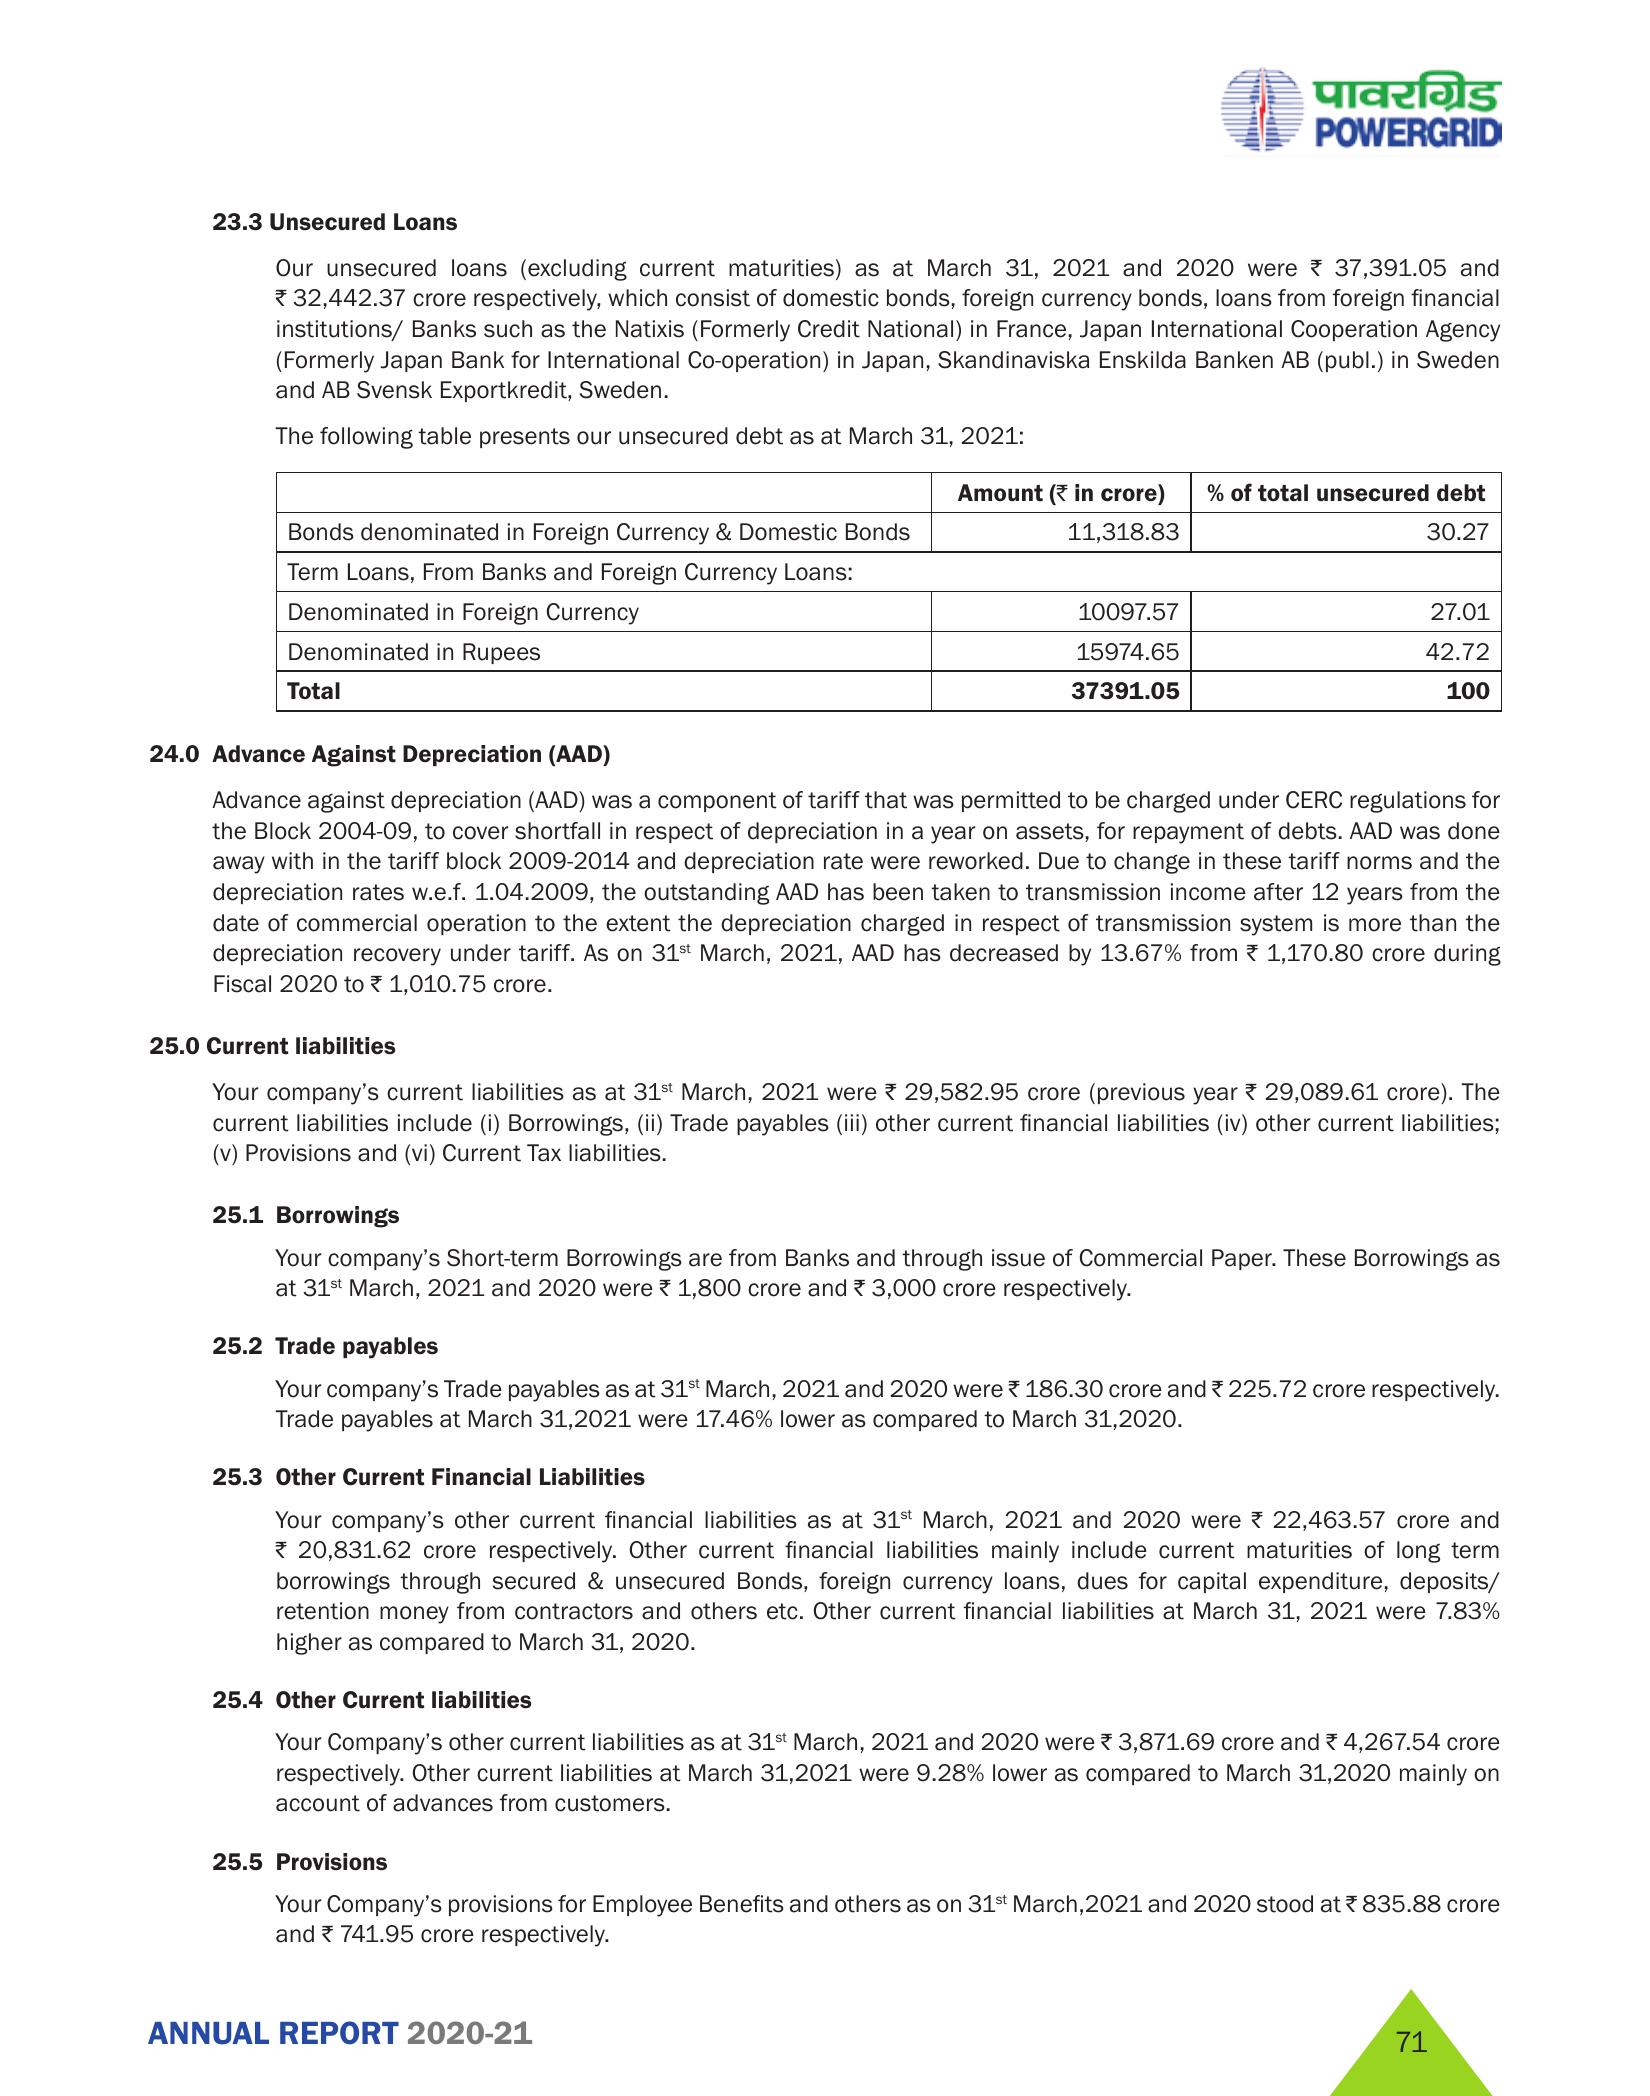 पावरग्रिड
POWERGRID
23.3 Unsecured Loans
Our unsecured loans (excluding current maturities) as at March 31, 2021 and 2020 were ₹ 37,391.05 and
₹ 32,442.37 crore respectively, which consist of domestic bonds, foreign currency bonds, loans from foreign financial
institutions/ Banks such as the Natixis (Formerly Credit National) in France, Japan International Cooperation Agency
(Formerly Japan Bank for International Co-operation) in Japan, Skandinaviska Enskilda Banken AB (publ.) in Sweden
and AB Svensk Exportkredit, Sweden.
The following table presents our unsecured debt as at March 31, 2021:
Amount (₹ in crore) % of total unsecured debt
Bonds denominated in Foreign Currency & Domestic Bonds 11,318.83 30.27
Term Loans, From Banks and Foreign Currency Loans:
Denominated in Foreign Currency 10097.57 27.01
Denominated in Rupees 15974.65 42.72
Total 37391.05 100
24.0 Advance Against Depreciation (AAD)
Advance against depreciation (AAD) was a component of tariff that was permitted to be charged under CERC regulations for
the Block 2004-09, to cover shortfall in respect of depreciation in a year on assets, for repayment of debts. AAD was done
away with in the tariff block 2009-2014 and depreciation rate were reworked. Due to change in these tariff norms and the
depreciation rates w.e.f. 1.04.2009, the outstanding AAD has been taken to transmission income after 12 years from the
date of commercial operation to the extent the depreciation charged in respect of transmission system is more than the
depreciation recovery under tariff. As on 31st March, 2021, AAD has decreased by 13.67% from ₹ 1,170.80 crore during
Fiscal 2020 to ₹ 1,010.75 crore.
25.0 Current liabilities
Your company's current liabilities as at 31st March, 2021 were ₹ 29,582.95 crore (previous year ₹ 29,089.61 crore). The
current liabilities include (i) Borrowings, (ii) Trade payables (iii) other current financial liabilities (iv) other current liabilities;
(v) Provisions and (vi) Current Tax liabilities.
25.1 Borrowings
Your company's Short-term Borrowings are from Banks and through issue of Commercial Paper. These Borrowings as
at 31st March, 2021 and 2020 were ₹ 1,800 crore and ₹ 3,000 crore respectively.
25.2 Trade payables
Your company's Trade payables as at 31st March, 2021 and 2020 were ₹ 186.30 crore and ₹ 225.72 crore respectively.
Trade payables at March 31,2021 were 17.46% lower as compared to March 31,2020.
25.3 Other Current Financial Liabilities
Your company's other current financial liabilities as at 31st March, 2021 and 2020 were ₹ 22,463.57 crore and
₹ 20,831.62 crore respectively. Other current financial liabilities mainly include current maturities of long term
borrowings through secured & unsecured Bonds, foreign currency loans, dues for capital expenditure, deposits/
retention money from contractors and others etc. Other current financial liabilities at March 31, 2021 were 7.83%
higher as compared to March 31, 2020.
25.4 Other Current liabilities
Your Company's other current liabilities as at 31st March, 2021 and 2020 were ₹ 3,871.69 crore and ₹ 4,267.54 crore
respectively. Other current liabilities at March 31,2021 were 9.28% lower as compared to March 31,2020 mainly on
account of advances from customers.
25.5 Provisions
Your Company's provisions for Employee Benefits and others as on 31st March,2021 and 2020 stood at ₹ 835.88 crore
and ₹ 741.95 crore respectively.
ANNUAL REPORT 2020-21
71